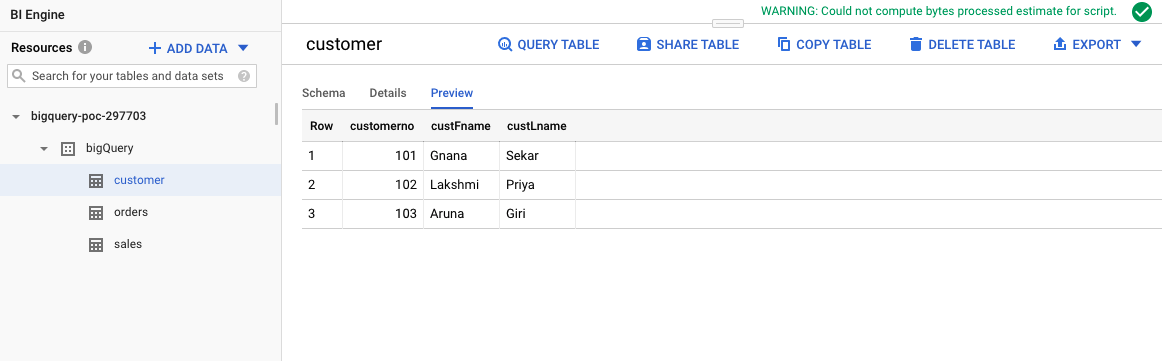 BI Engine
WARNING: Could not compute bytes processed estimate for script.
Resources
ADD DATA
Search for your tables and data sets
bigquery-poc-297703
bigQuery
customer
orders
sales
customer
QUERY TABLE SHARE TABLE COPY TABLE DELETE TABLE EXPORT
Schema Details Preview
Row customerno custFname custLname
1 101 Gnana Sekar
2 102 Lakshmi Priya
3 103 Aruna Giri